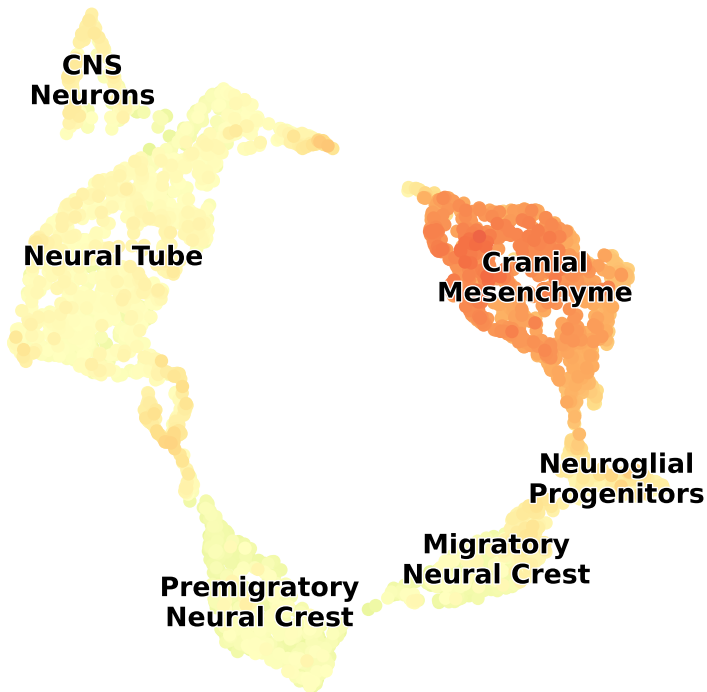 CNS
Neurons
Neural Tube
Cranial
Mesenchyme
Neuroglial
Progenitors
Migratory
Neural Crest
Premigratory
Neural Crest